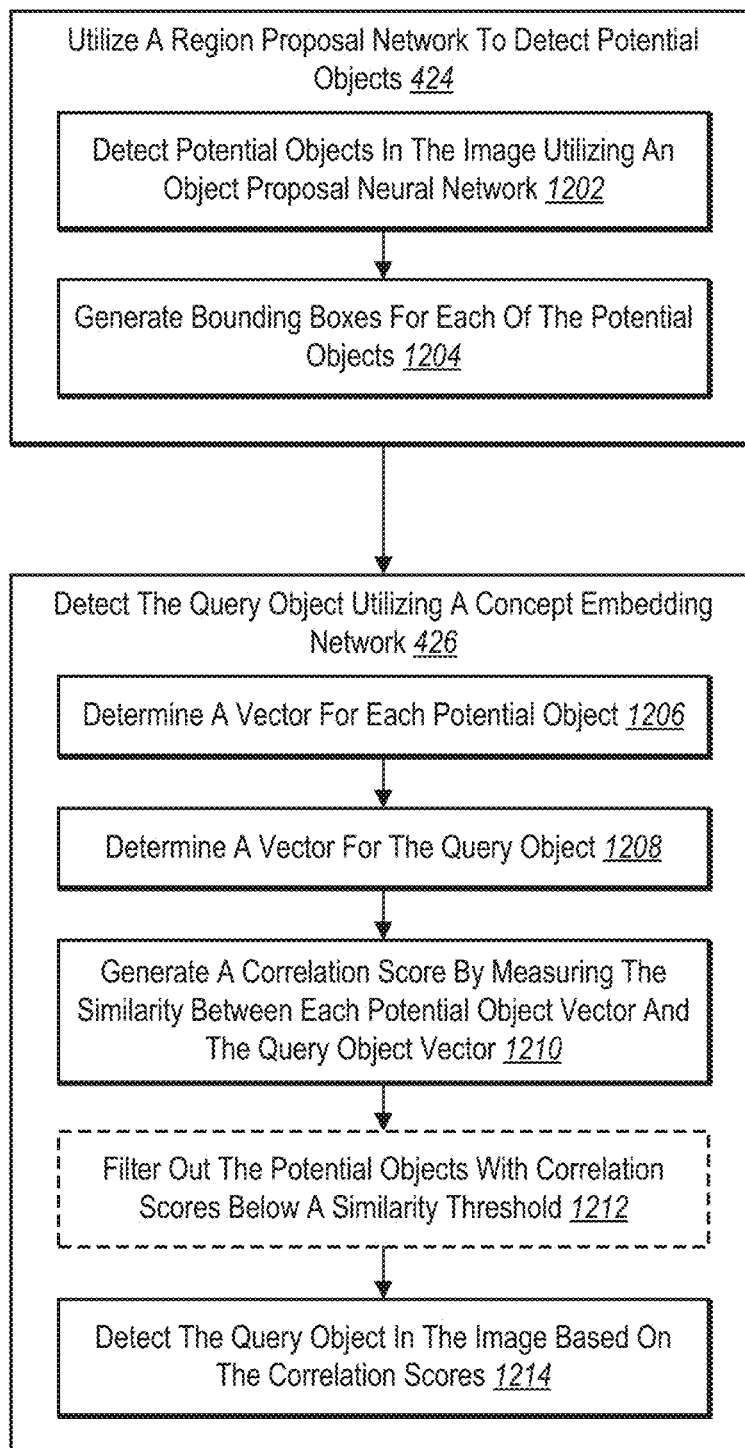 Utilize A Region Proposal Network To Detect Potential
Objects 424
Detect Potential Objects In The Image Utilizing An
Object Proposal Neural Network 1202
Generate Bounding Boxes For Each Of The Potential
Objects 1204
Detect The Query Object Utilizing A Concept Embedding
Network 426
Determine A Vector For Each Potential Object 1206
Determine A Vector For The Query Object 1208
Generate A Correlation Score By Measuring The
Similarity Between Each Potential Object Vector And
The Query Object Vector 1210
Filter Out The Potential Objects With Correlation
Scores Below A Similarity Threshold 1212
Detect The Query Object In The Image Based On
The Correlation Scores 1214